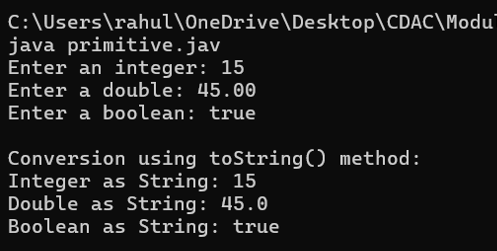 C:\Users\rahul\OneDrive\Desktop\CDAC\Modul
java primitive.jav
Enter an integer: 15
Enter a double: 45.00
Enter a boolean: true
Conversion using toString() method:
Integer as String: 15
Double as String: 45.0
Boolean as String: true